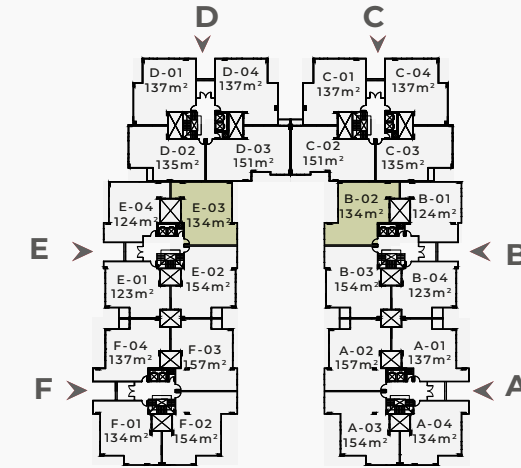 D
C
D-01
137m²
D-04
137m²
C-01
137m²
C-04
137m²
D-02
135m²
D-03
151m²
C-02
151m²
C-03
135m²
E-04
124m²
E-03
134m²
B-02
134m²
B-01
124m²
E
B
E-01
123m²
E-02
154m²
B-03
154m²
B-04
123m²
F-04
137m²
F-03
157m²
A-02
157m²
A-01
137m²
F
A
F-01
134m²
F-02
154m²
A-03
154m²
A-04
134m²